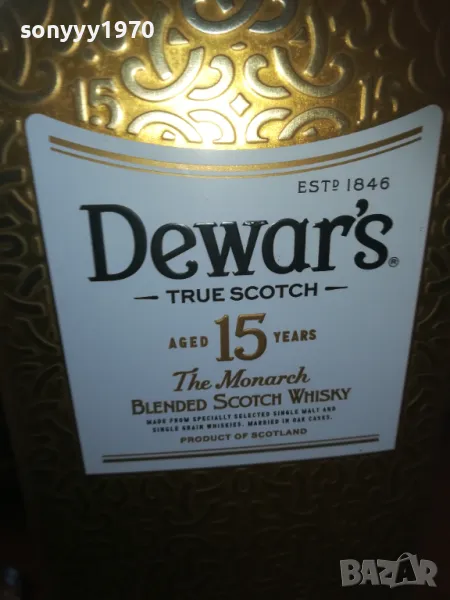 sonyyy1970
15
ESTD 1846
Dewar's®
TRUE SCOTCH
AGED 15 YEARS
The Monarch
BLENDED SCOTCH WHISKY
MADE FROM SPECIALLY SELECTED SINGLE MALT AND
SINGLE GRAIN WHISKIES. MARRIED IN OAK CASKS.
PRODUCT OF SCOTLAND
BAZAR